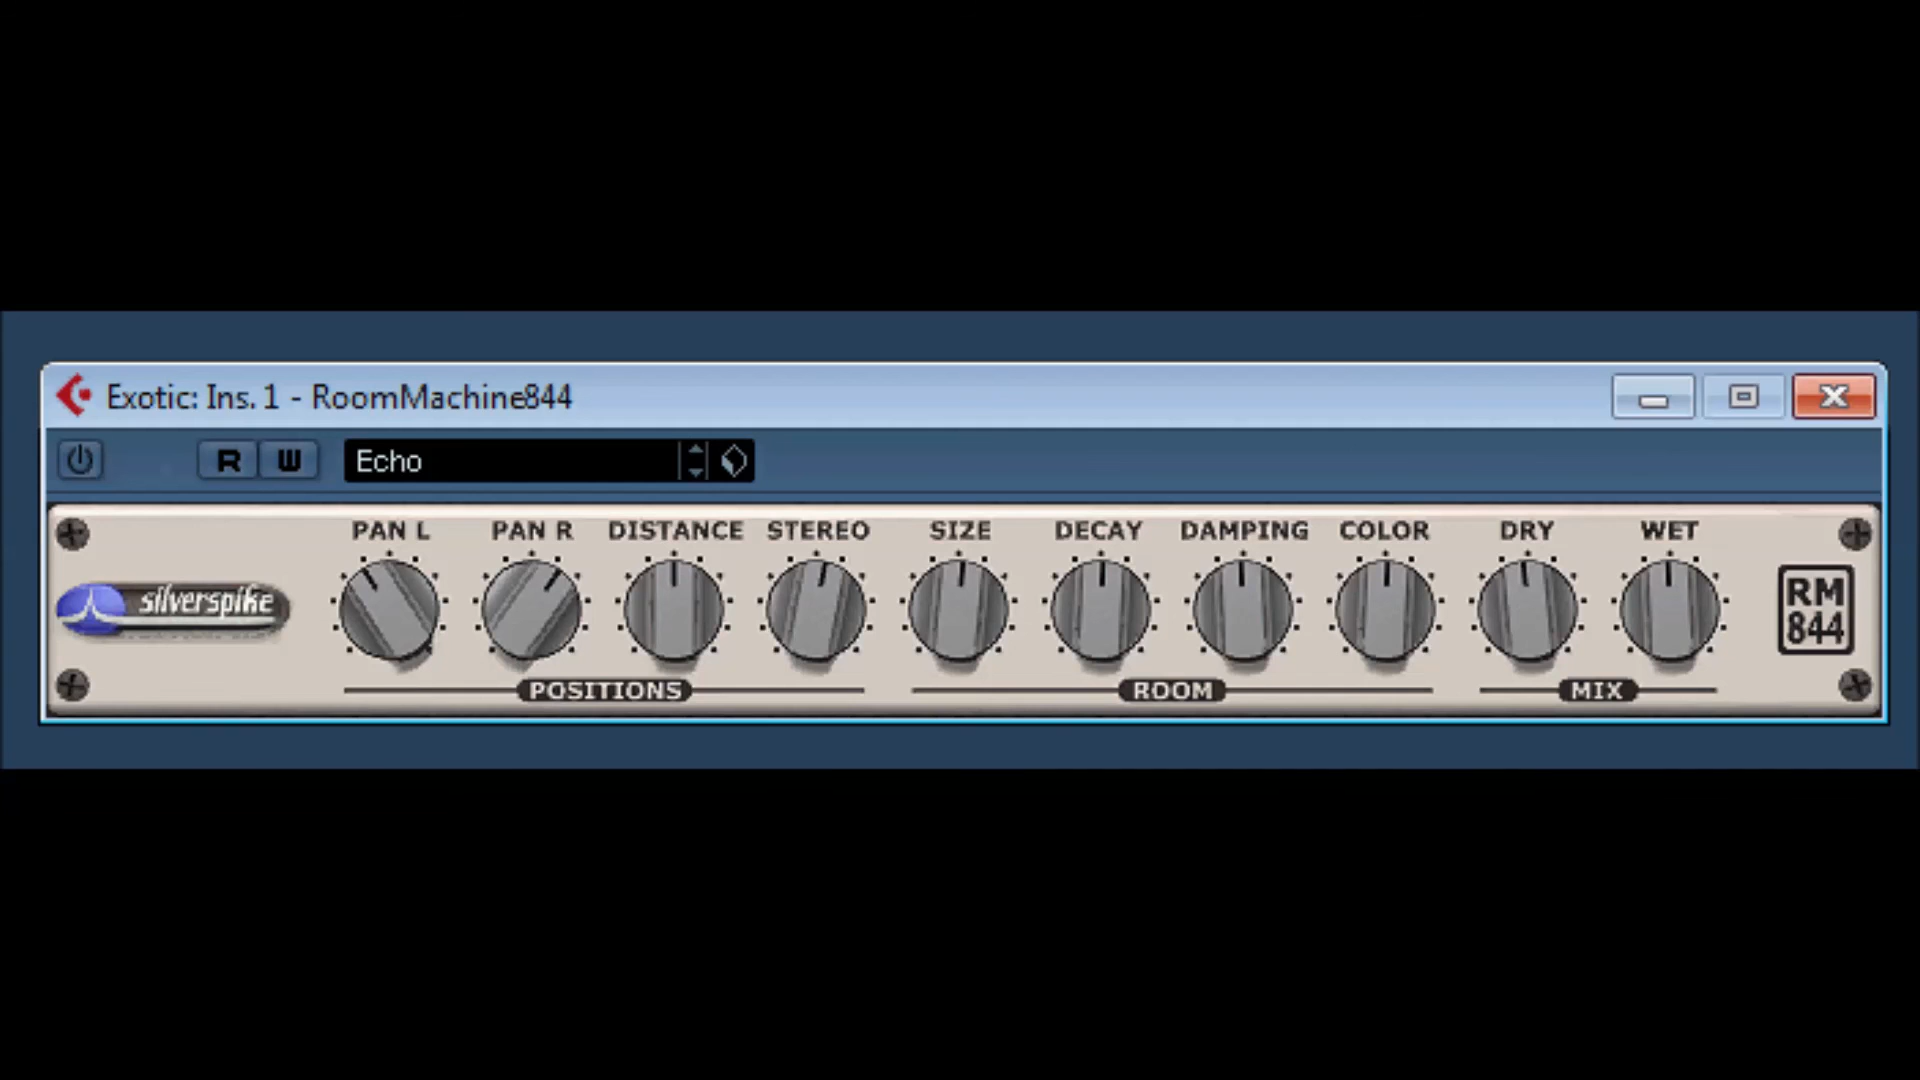 Exotic: Ins. 1 - RoomMachine844
R W Echo
PAN L PAN R DISTANCE STEREO SIZE DECAY DAMPING COLOR DRY WET
silverspike
RM
844
POSITIONS ROOM MIX